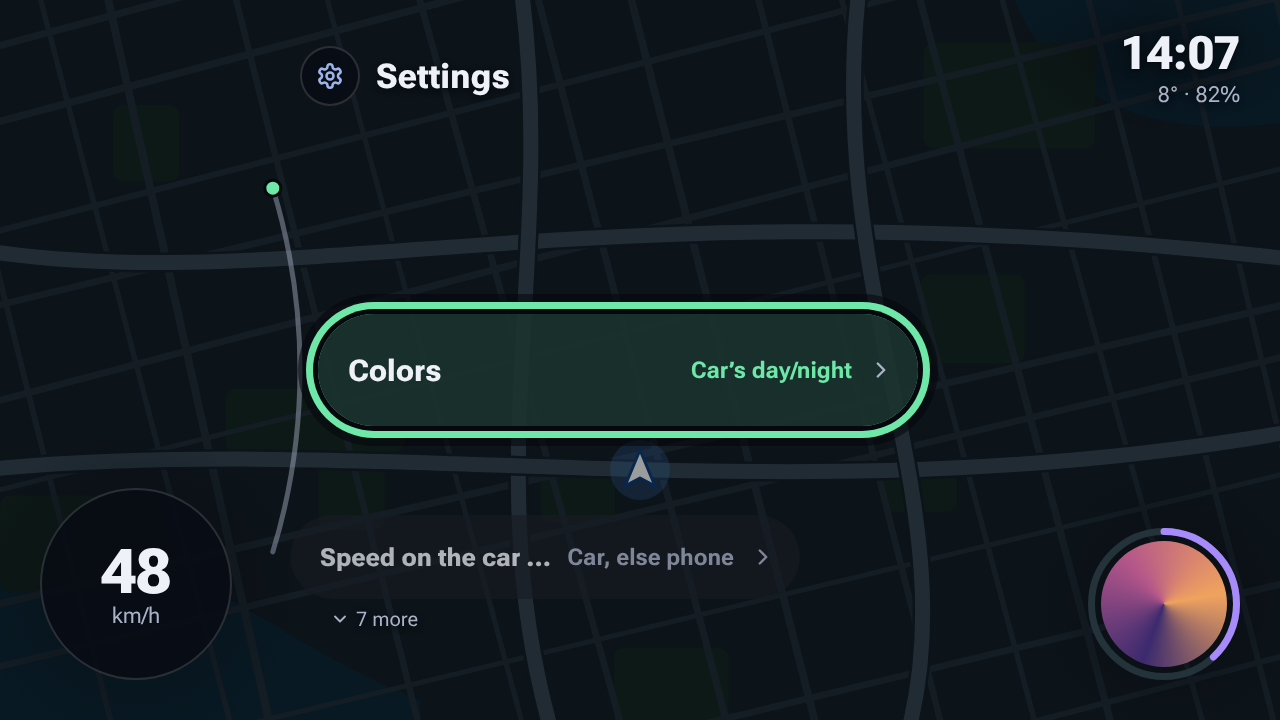 Settings
14:07
8° · 82%
Colors
Car’s day/night
Speed on the car ...
Car, else phone
7 more
48
km/h